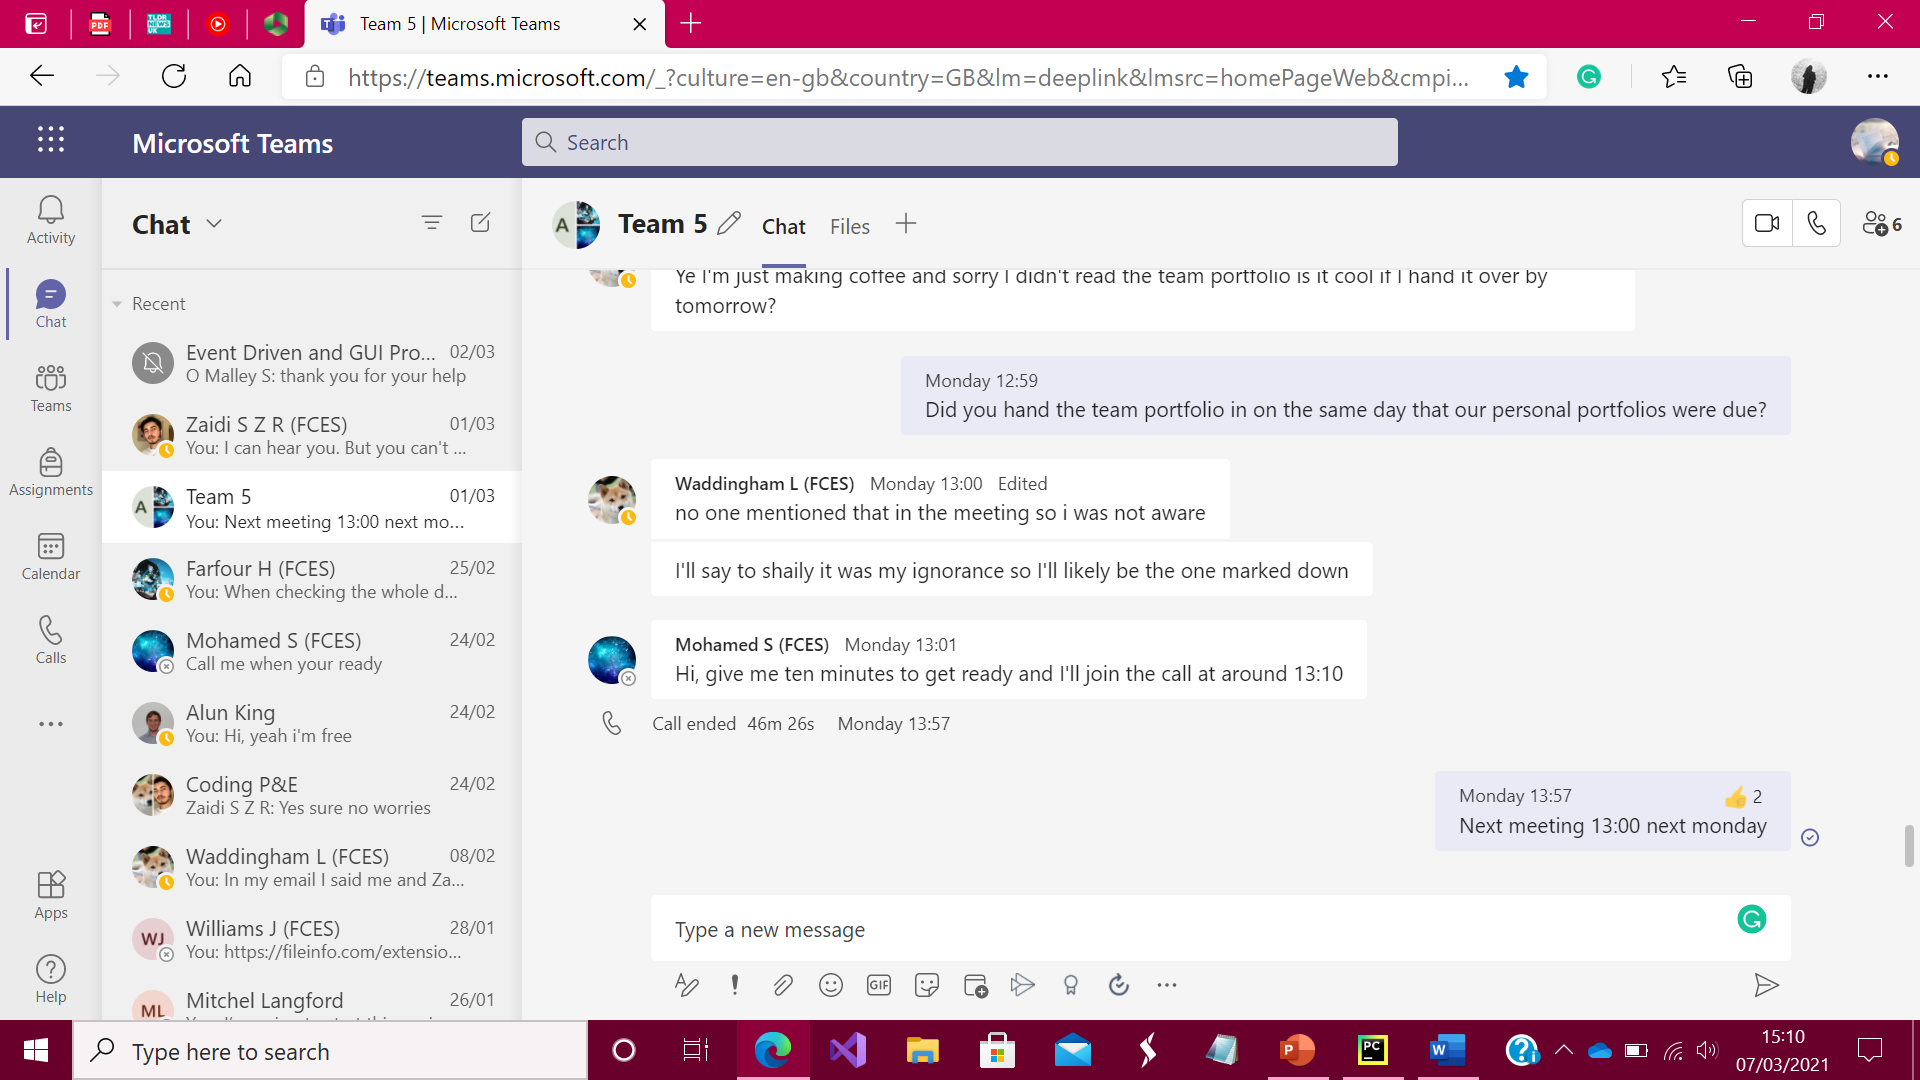 PDF
TLDR NEWS UK
Team 5 | Microsoft Teams
https://teams.microsoft.com/_?culture=en-gb&country=GB&lm=deeplink&lmsrc=homePageWeb&cmpi...
Microsoft Teams
Search
Activity
Chat
Teams
Assignments
Calendar
Calls
Apps
Help
Chat
Recent
Event Driven and GUI Pro... 02/03
O Malley S: thank you for your help
Zaidi S Z R (FCES) 01/03
You: I can hear you. But you can't ...
A
Team 5 01/03
You: Next meeting 13:00 next mo...
Farfour H (FCES) 25/02
You: When checking the whole d...
Mohamed S (FCES) 24/02
Call me when your ready
Alun King 24/02
You: Hi, yeah i'm free
Coding P&E 24/02
Zaidi S Z R: Yes sure no worries
Waddingham L (FCES) 08/02
You: In my email I said me and Za...
WJ
Williams J (FCES) 28/01
You: https://fileinfo.com/extensio...
ML
Mitchel Langford 26/01
A
Team 5 Chat Files 6
Ye I'm just making coffee and sorry I didn't read the team portfolio is it cool if I hand it over by
tomorrow?
Monday 12:59
Did you hand the team portfolio in on the same day that our personal portfolios were due?
Waddingham L (FCES) Monday 13:00 Edited
no one mentioned that in the meeting so i was not aware
I'll say to shaily it was my ignorance so I'll likely be the one marked down
Mohamed S (FCES) Monday 13:01
Hi, give me ten minutes to get ready and I'll join the call at around 13:10
Call ended 46m 26s Monday 13:57
Monday 13:57 2
Next meeting 13:00 next monday
Type a new message
GIF
Type here to search
P
PC
W
15:10
07/03/2021